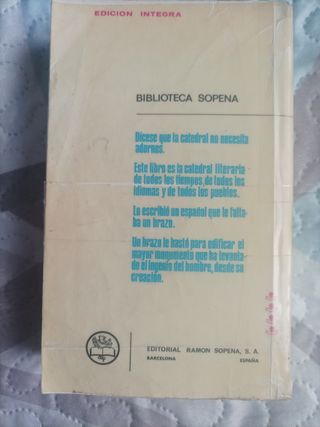 EDICION INTEGRA
BIBLIOTECA SOPENA
Dícese que la catedral no necesita
adornos.
Este libro es la catedral literaria
de todos los tiempos, de todos los
idiomas y de todos los pueblos.
Lo escribió un español que le falta-
ba un brazo.
Un brazo le bastó para edificar el
mayor monumento que ha levanta-
do el ingenio del hombre, desde su
creación.
EDITORIAL RAMON SOPENA, S. A.
BARCELONA ESPAÑA